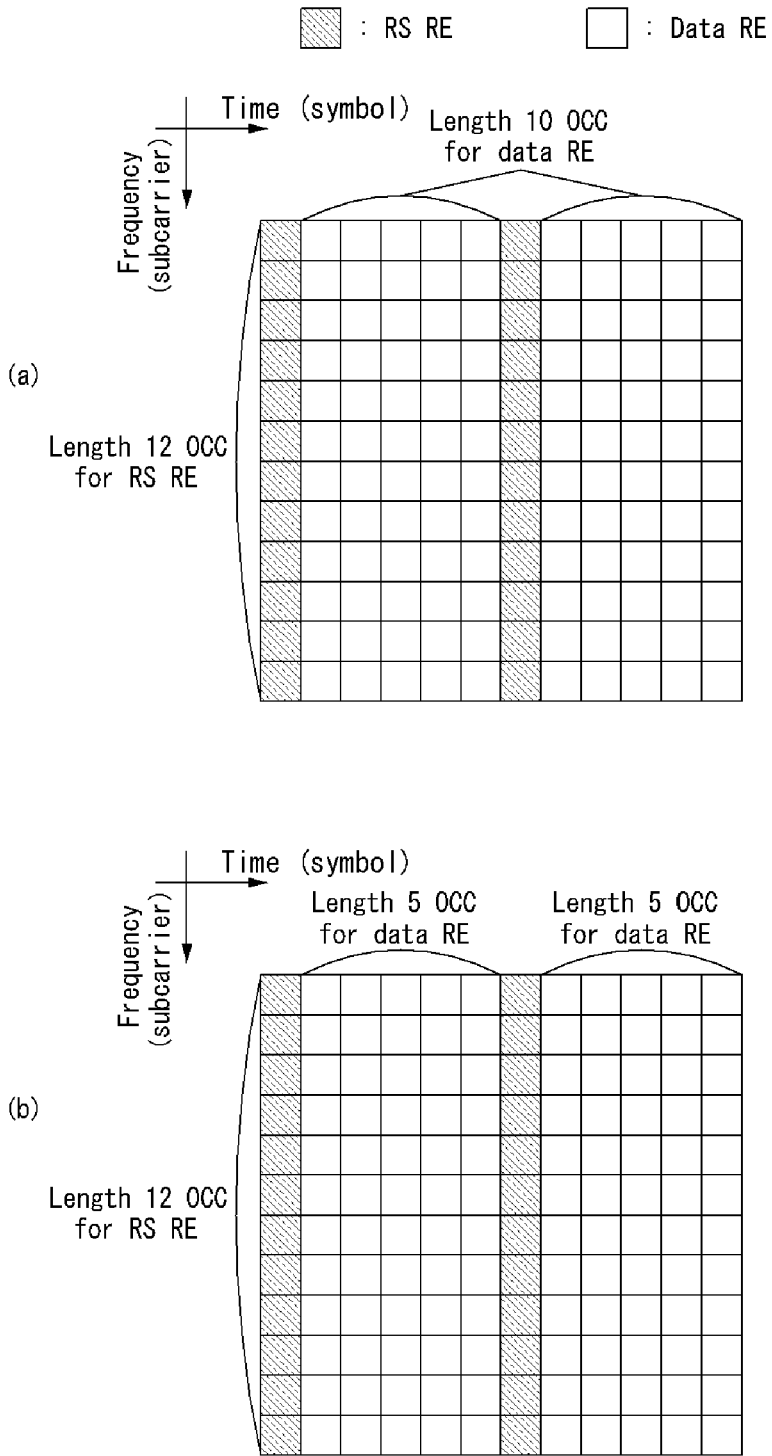 : RS RE
: Data RE
Time (symbol)
Length 10 OCC
for data RE
Frequency
(subcarrier)
(a)
Length 12 OCC
for RS RE
Time (symbol)
Length 5 OCC
for data RE
Length 5 OCC
for data RE
Frequency
(subcarrier)
(b)
Length 12 OCC
for RS RE